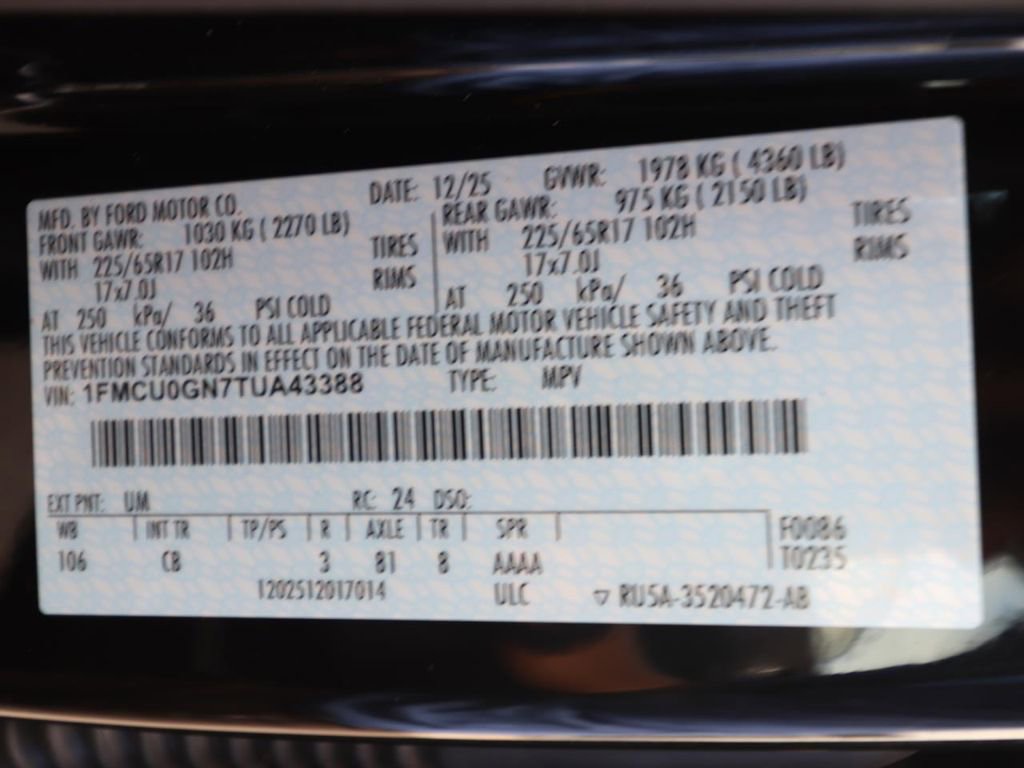 MFD. BY FORD MOTOR CO. DATE: 12/25 GVWR: 1978 KG ( 4360 LB)
FRONT GAWR: 1030 KG ( 2270 LB) REAR GAWR: 975 KG ( 2150 LB)
WITH 225/65R17 102H TIRES WITH 225/65R17 102H TIRES
17x7.0J RIMS 17x7.0J RIMS
AT 250 kPa/ 36 PSI COLD AT 250 kPa/ 36 PSI COLD
THIS VEHICLE CONFORMS TO ALL APPLICABLE FEDERAL MOTOR VEHICLE SAFETY AND THEFT
PREVENTION STANDARDS IN EFFECT ON THE DATE OF MANUFACTURE SHOWN ABOVE.
VIN: 1FMCU0GN7TUA43388 TYPE: MPV
EXT PNT: UM RC: 24 DSO:
WB INT TR TP/PS R AXLE TR SPR F0086
106 CB 3 81 8 AAAA T0235
1202512017014 ULC ▽ RU5A-3520472-AB